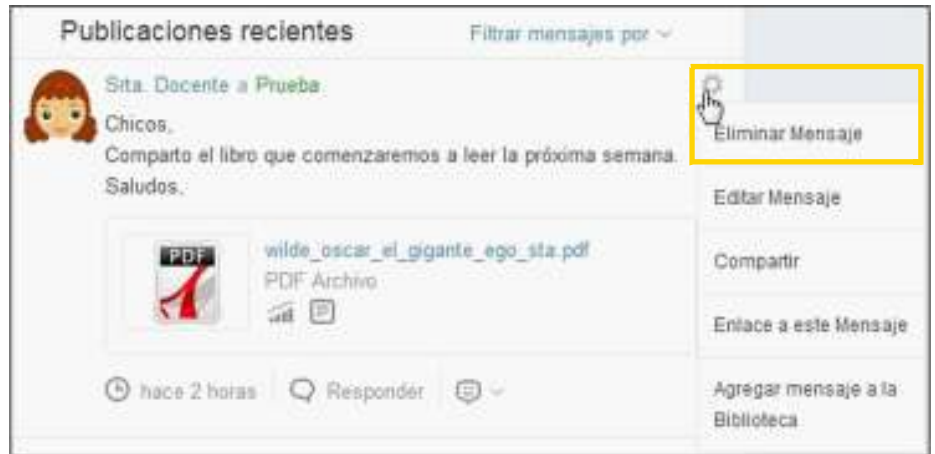 Publicaciones recientes
Filtrar mensajes por
Srta. Docente a Prueba
Chicos,
Comparto el libro que comenzaremos a leer la próxima semana.
Saludos.
PDF
wilde_oscar_el_gigante_ego_sta.pdf
PDF Archivo
hace 2 horas
Responder
Eliminar Mensaje
Editar Mensaje
Compartir
Enlace a este Mensaje
Agregar mensaje a la
Biblioteca